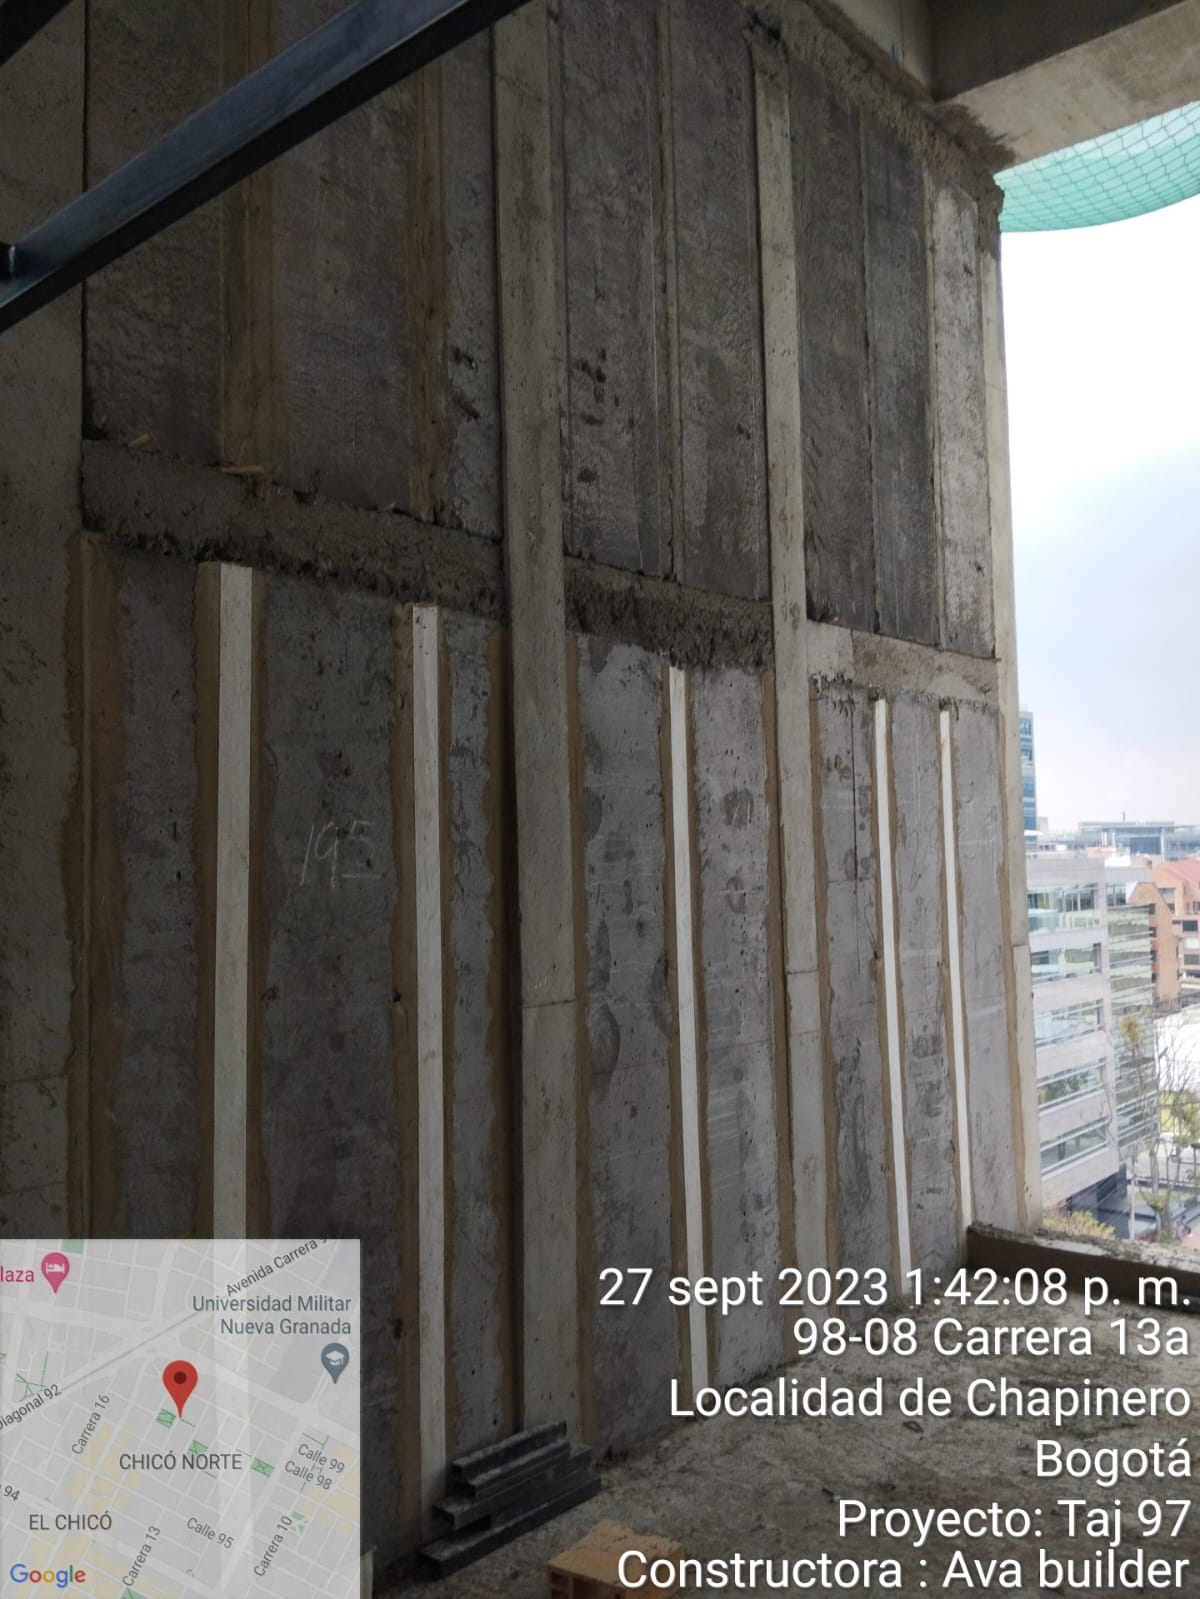 195
27 sept 2023 1:42:08 p. m.
98-08 Carrera 13a
Localidad de Chapinero
Bogotá
Proyecto: Taj 97
Constructora : Ava builder
laza
Avenida Carrera 9
Universidad Militar
Nueva Granada
Diagonal 92
Carrera 16
CHICÓ NORTE
Calle 99
Calle 98
94
EL CHICÓ
Carrera 13
Calle 95
Carrera 10
Google